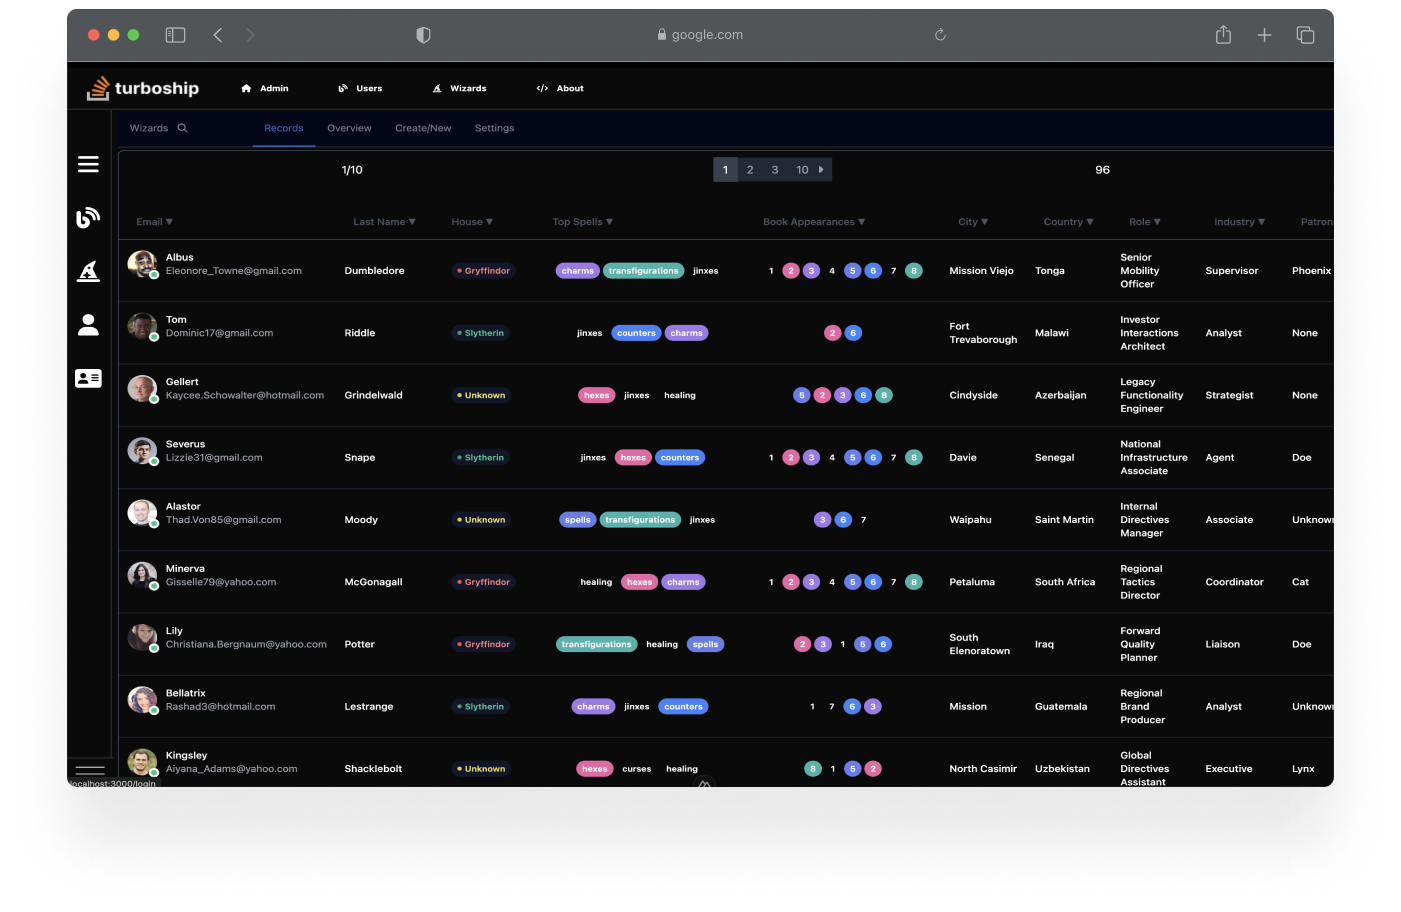 google.com
turboship Admin Users Wizards </> About
Wizards Records Overview Create/New Settings
1/10 1 2 3 10 96
Email ▼ Last Name ▼ House ▼ Top Spells ▼ Book Appearances ▼ City ▼ Country ▼ Role ▼ Industry ▼ Patron
Albus
Eleonore_Towne@gmail.com Dumbledore Gryffindor charms transfigurations jinxes 1 2 3 4 5 6 7 8 Mission Viejo Tonga Senior Mobility Officer Supervisor Phoenix
Tom
Dominic17@gmail.com Riddle Slytherin jinxes counters charms 2 6 Fort Trevaborough Malawi Investor Interactions Architect Analyst None
Gellert
Kaycee.Schowalter@hotmail.com Grindelwald Unknown hexes jinxes healing 5 2 3 6 8 Cindyside Azerbaijan Legacy Functionality Engineer Strategist None
Severus
Lizzie31@gmail.com Snape Slytherin jinxes hexes counters 1 2 3 4 5 6 7 8 Davie Senegal National Infrastructure Associate Agent Doe
Alastor
Thad.Von85@gmail.com Moody Unknown spells transfigurations jinxes 3 6 7 Waipahu Saint Martin Internal Directives Manager Associate Unknown
Minerva
Gisselle79@yahoo.com McGonagall Gryffindor healing hexes charms 1 2 3 4 5 6 7 8 Petaluma South Africa Regional Tactics Director Coordinator Cat
Lily
Christiana.Bergnaum@yahoo.com Potter Gryffindor transfigurations healing spells 2 3 1 5 6 South Elenoratown Iraq Forward Quality Planner Liaison Doe
Bellatrix
Rashad3@hotmail.com Lestrange Slytherin charms jinxes counters 1 7 6 3 Mission Guatemala Regional Brand Producer Analyst Unknown
Kingsley
Aiyana_Adams@yahoo.com Shacklebolt Unknown hexes curses healing 8 1 5 2 North Casimir Uzbekistan Global Directives Assistant Executive Lynx
localhost:3000/login